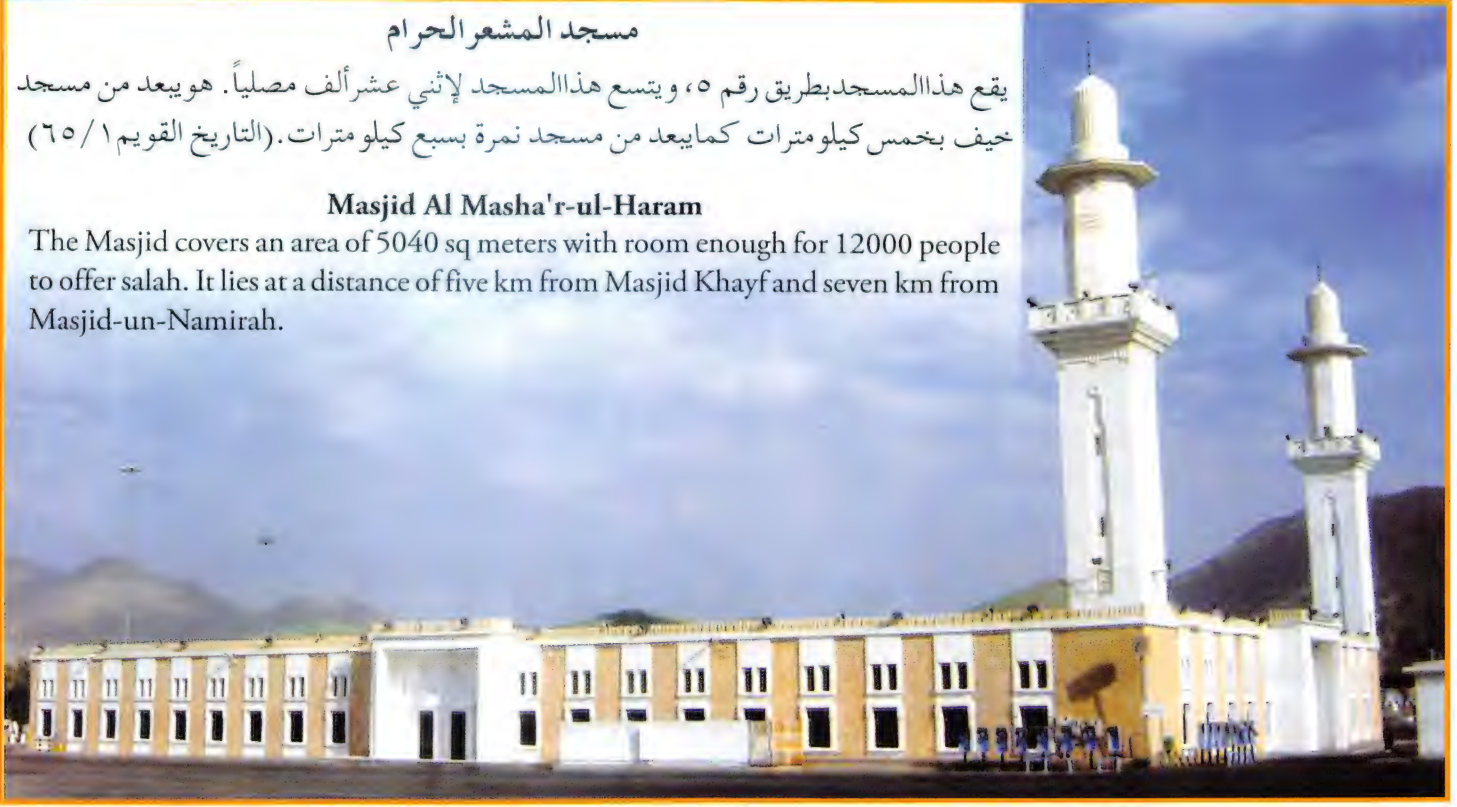 مسجد المشعر الحرام
يقع هذاالمسجدبطريق رقم ٥، ويتسع هذاالمسجد لإثني عشرألف مصلياً. هويبعد من مسجد
خيف بخمس كيلو مترات كمايبعد من مسجد نمرة بسبع كيلو مترات. (التاريخ القويم ٦٥/١)
Masjid Al Masha'r-ul-Haram
The Masjid covers an area of 5040 sq meters with room enough for 12000 people
to offer salah. It lies at a distance of five km from Masjid Khayf and seven km from
Masjid-un-Namirah.